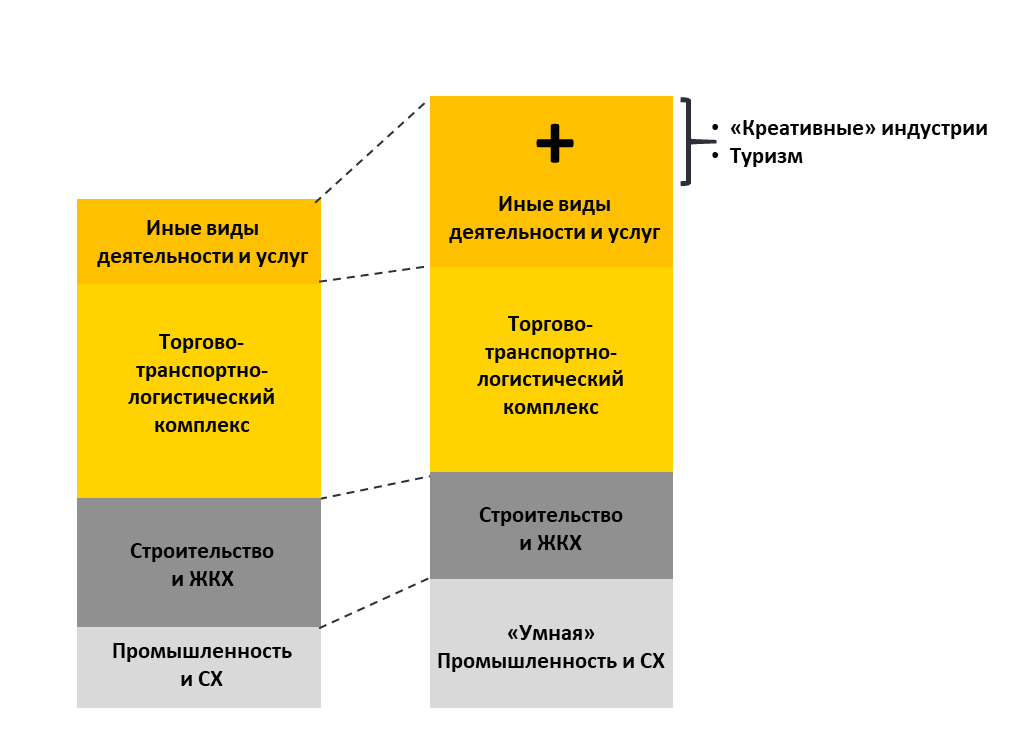 Иные виды
деятельности и услуг
Торгово-
транспортно-
логистический
комплекс
Строительство
и ЖКХ
Промышленность
и СХ
+
Иные виды
деятельности и услуг
Торгово-
транспортно-
логистический
комплекс
Строительство
и ЖКХ
«Умная»
Промышленность и СХ
• «Креативные» индустрии
• Туризм